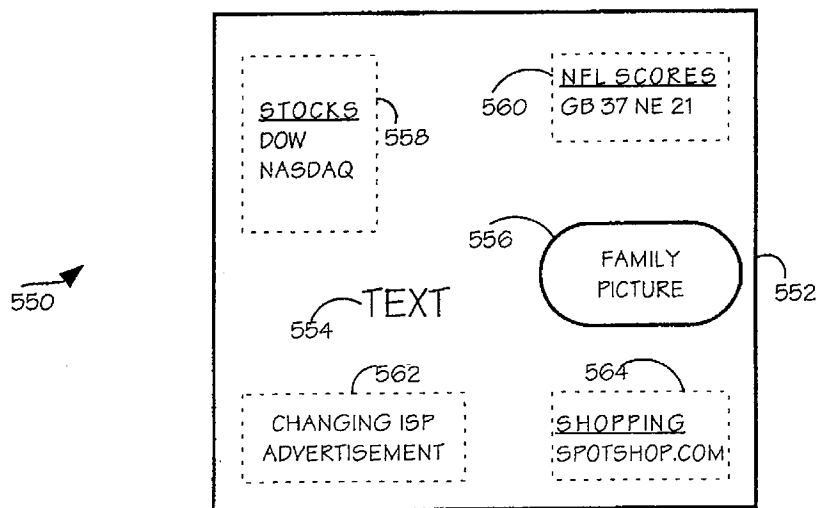 STOCKS
DOW
NASDAQ
558
560
NFL SCORES
GB 37 NE 21
556
FAMILY
PICTURE
552
550
554
TEXT
562
CHANGING ISP
ADVERTISEMENT
564
SHOPPING
SPOTSHOP.COM